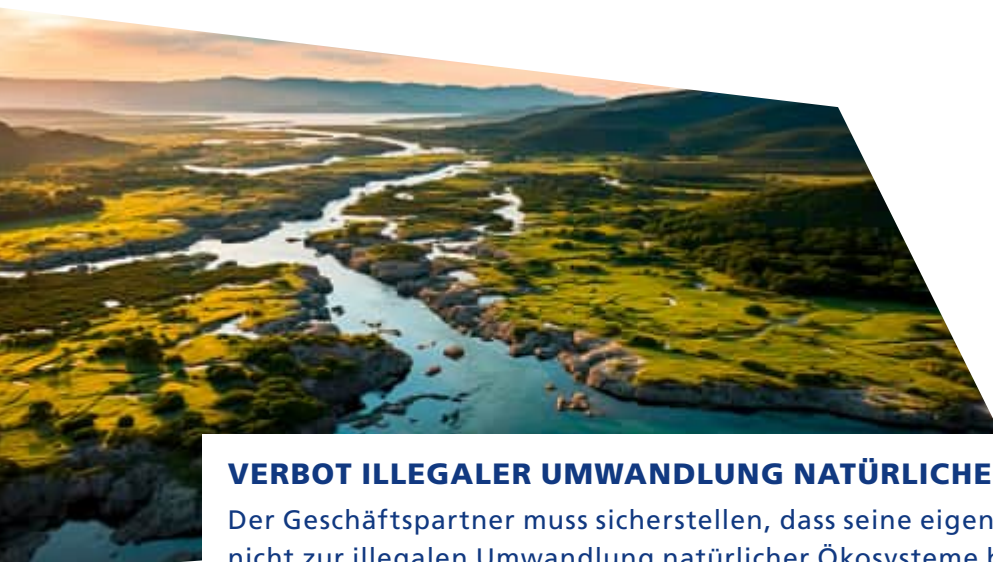 VERBOT ILLEGALER UMWANDLUNG NATÜRLICHE
Der Geschäftspartner muss sicherstellen, dass seine eigen
nicht zur illegalen Umwandlung natürlicher Ökosysteme